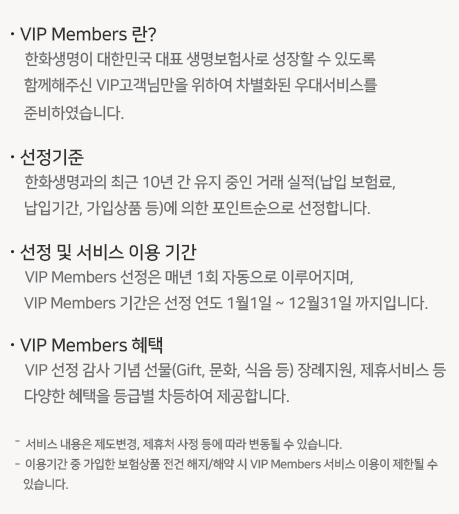 · VIP Members 란?
한화생명이 대한민국 대표 생명보험사로 성장할 수 있도록
함께해주신 VIP고객님만을 위하여 차별화된 우대서비스를
준비하였습니다.
· 선정기준
한화생명과의 최근 10년 간 유지 중인 거래 실적(납입 보험료,
납입기간, 가입상품 등)에 의한 포인트순으로 선정합니다.
· 선정 및 서비스 이용 기간
VIP Members 선정은 매년 1회 자동으로 이루어지며,
VIP Members 기간은 선정 연도 1월1일 ~ 12월31일 까지입니다.
· VIP Members 혜택
VIP 선정 감사 기념 선물(Gift, 문화, 식음 등) 장례지원, 제휴서비스 등
다양한 혜택을 등급별 차등하여 제공합니다.
- 서비스 내용은 제도변경, 제휴처 사정 등에 따라 변동될 수 있습니다.
- 이용기간 중 가입한 보험상품 전건 해지/해약 시 VIP Members 서비스 이용이 제한될 수
있습니다.